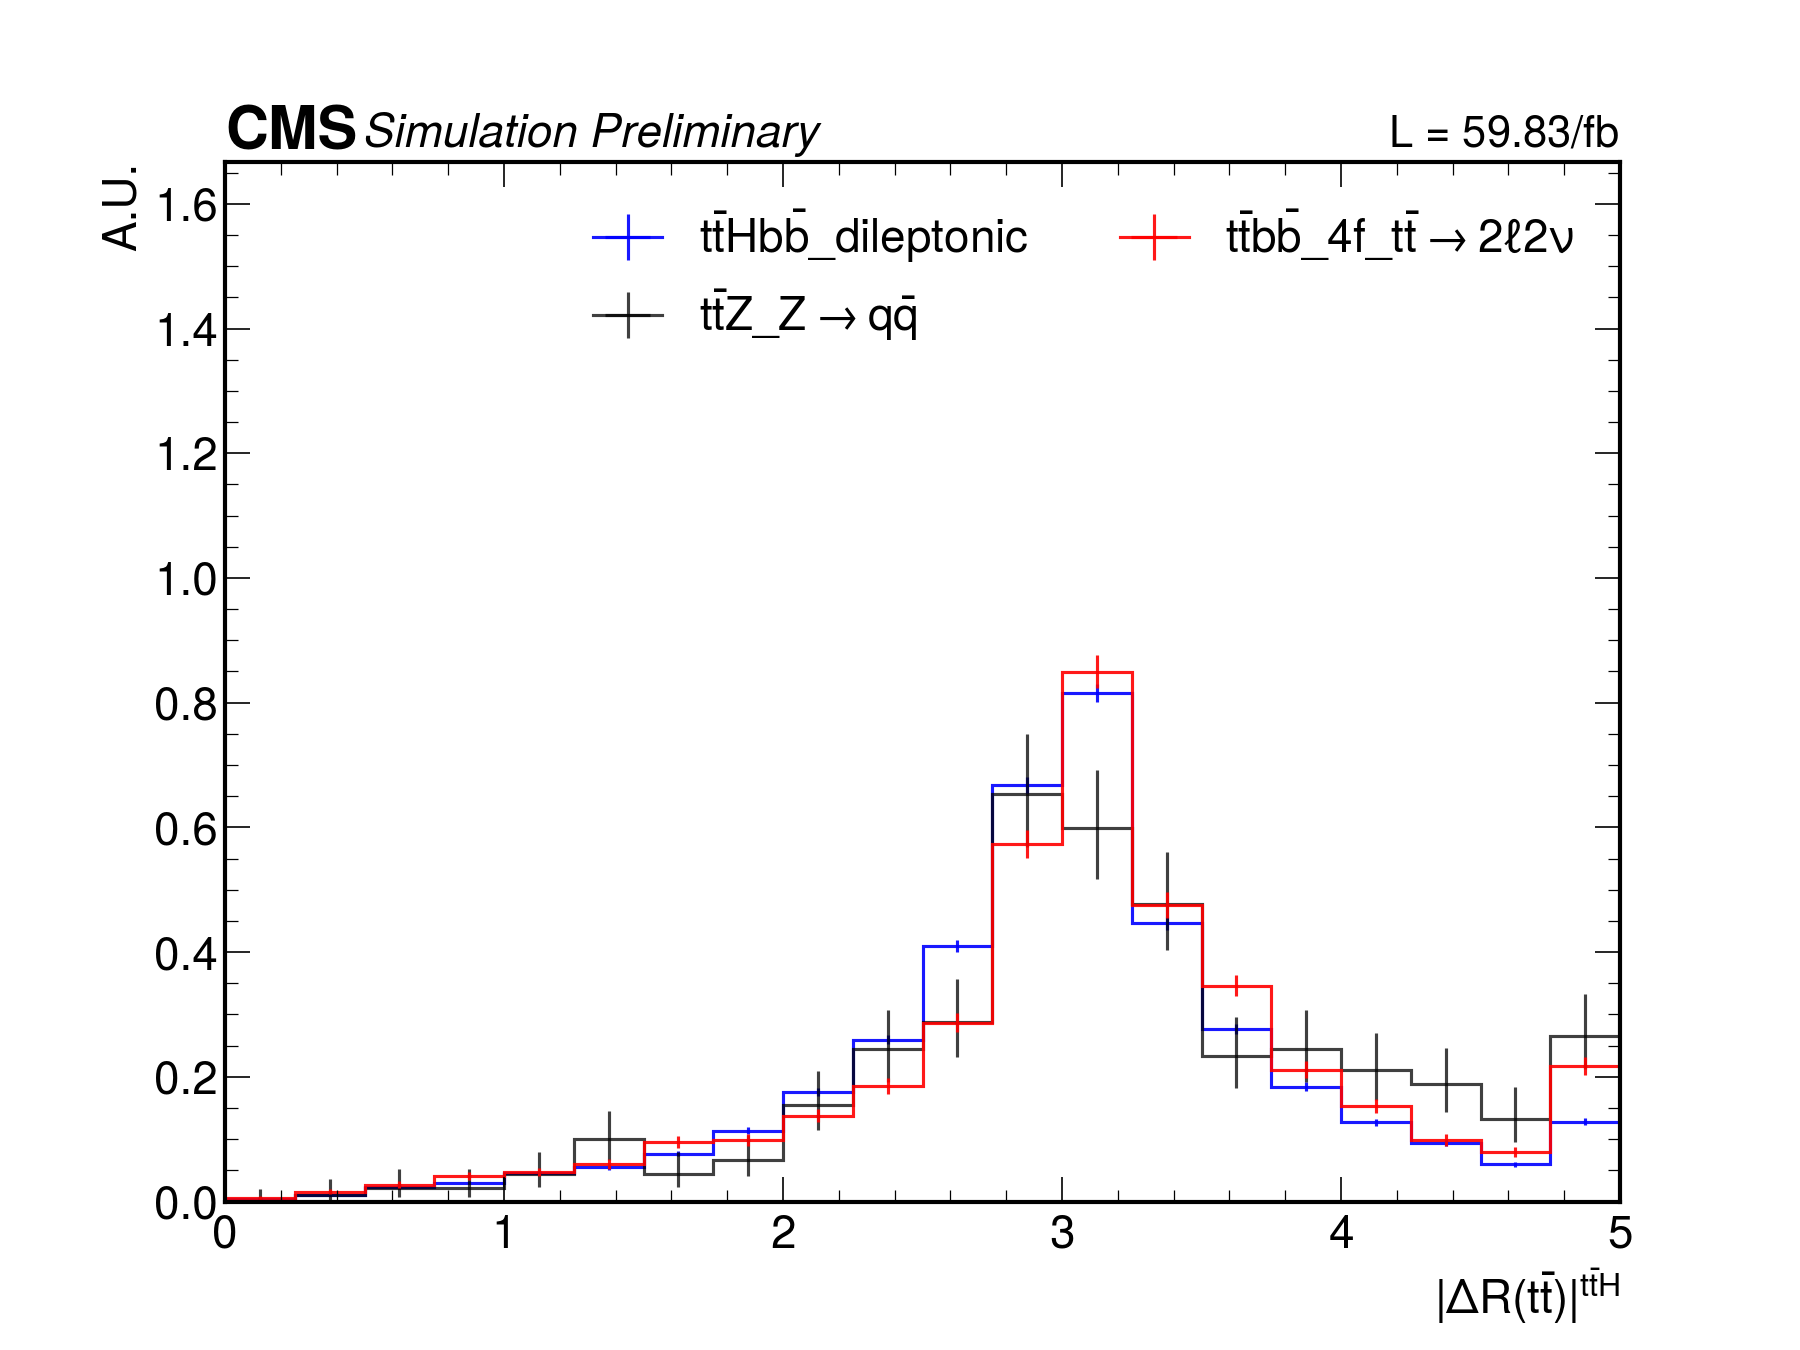 CMS Simulation Preliminary L = 59.83/fb
A.U.
tt̄Hbb̄_dileptonic tt̄bb̄_4f_tt̄ → 2ℓ2ν
tt̄Z_Z → qq̄
1.6
1.4
1.2
1.0
0.8
0.6
0.4
0.2
0.0
0 1 2 3 4 5
|ΔR(tt̄)|^{tt̄H}